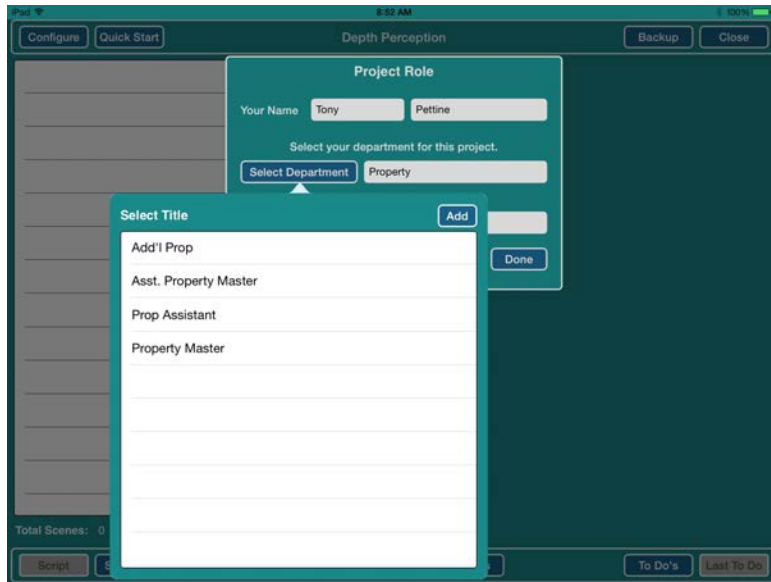 iPad 8:52 AM 100%
Configure Quick Start Depth Perception Backup Close
Project Role
Your Name Tony Pettine
Select your department for this project.
Select Department Property
Select Title Add
Add'l Prop
Done
Asst. Property Master
Prop Assistant
Property Master
Total Scenes: 0
Script To Do's Last To Do